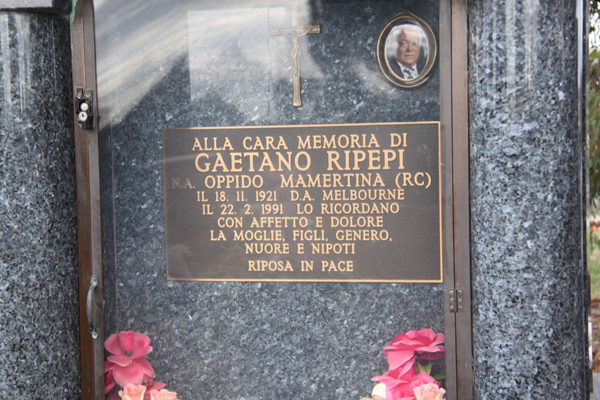 ALLA CARA MEMORIA DI
GAETANO RIPEPI
N.A. OPPIDO MAMERTINA (RC)
IL 18. 11. 1921 D.A. MELBOURNE
IL 22. 2. 1991 LO RICORDANO
CON AFFETTO E DOLORE
LA MOGLIE, FIGLI, GENERO,
NUORE E NIPOTI
RIPOSA IN PACE